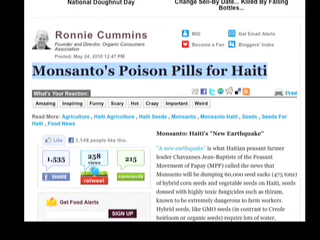 National Doughnut Day
Change Sell-By Date... Killed By Falling
Bottles...
Ronnie Cummins
Founder and Director, Organic Consumers
Association
Posted: May 24, 2010 12:47 PM
BIO
Get Email Alerts
Become a Fan
Bloggers' Index
Monsanto's Poison Pills for Haiti
What's Your Reaction:
Print
Amazing
Inspiring
Funny
Scary
Hot
Crazy
Important
Weird
Read More: Agriculture , Haiti Agriculture , Haiti Seeds , Monsanto , Monsanto Haiti , Seeds , Seeds For
Haiti , Food News
Like
3,548 people like this.
1,535
SHARE
258
views
retweet
215
comments
Get Food Alerts
SIGN UP
Monsanto: Haiti's "New Earthquake"
"A new earthquake" is what Haitian peasant farmer
leader Chavannes Jean-Baptiste of the Peasant
Movement of Papay (MPP) called the news that
Monsanto will be dumping 60,000 seed sacks (475 tons)
of hybrid corn seeds and vegetable seeds on Haiti, seeds
doused with highly toxic fungicides such as thiram,
known to be extremely dangerous to farm workers.
Hybrid seeds, like GMO seeds (in contrast to Creole
heirloom or organic seeds) require lots of water,